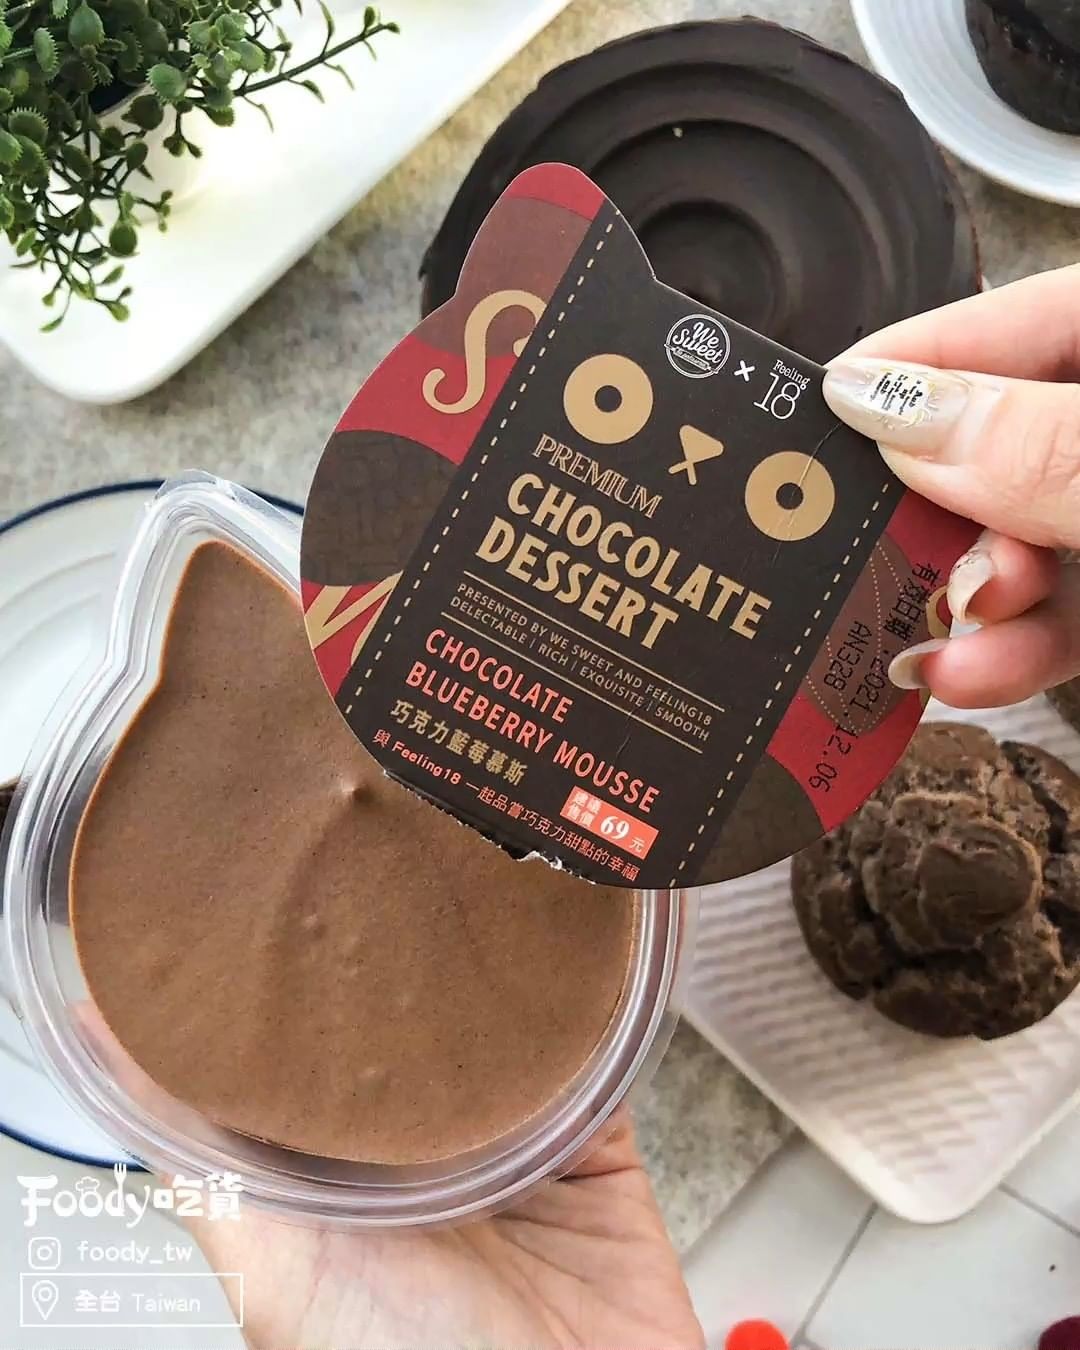 We
Sweet
×
Feeling
18
S
PREMIUM
CHOCOLATE
DESSERT
PRESENTED BY WE SWEET AND FEELING18
DELECTABLE | RICH | EXQUISITE | SMOOTH
CHOCOLATE
BLUEBERRY MOUSSE
巧克力藍莓慕斯
與 Feeling18 一起品嘗巧克力甜點的幸福
建議
售價 69 元
有效日期:2021.12.06
AN328
Foody吃貨
foody_tw
全台 Taiwan